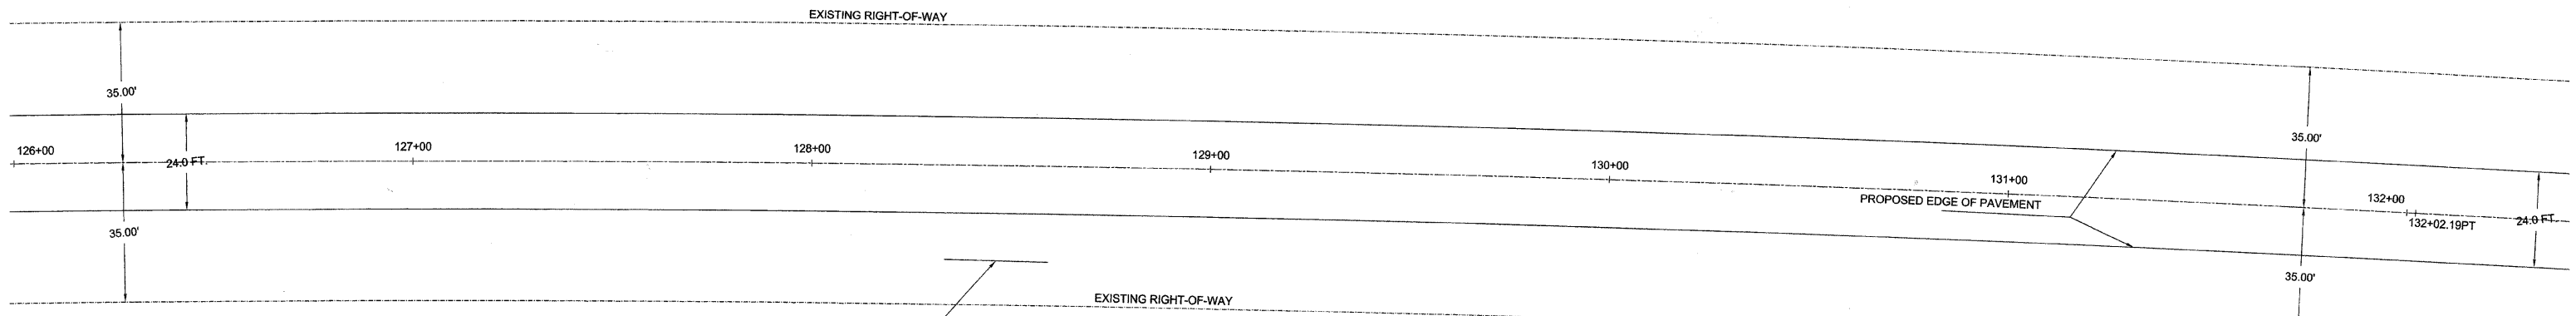 EXISTING RIGHT-OF-WAY
35.00'
35.00'
126+00
127+00
128+00
129+00
130+00
131+00
132+00
24.0 FT.
PROPOSED EDGE OF PAVEMENT
132+02.19PT
24.0 FT.
35.00'
35.00'
EXISTING RIGHT-OF-WAY